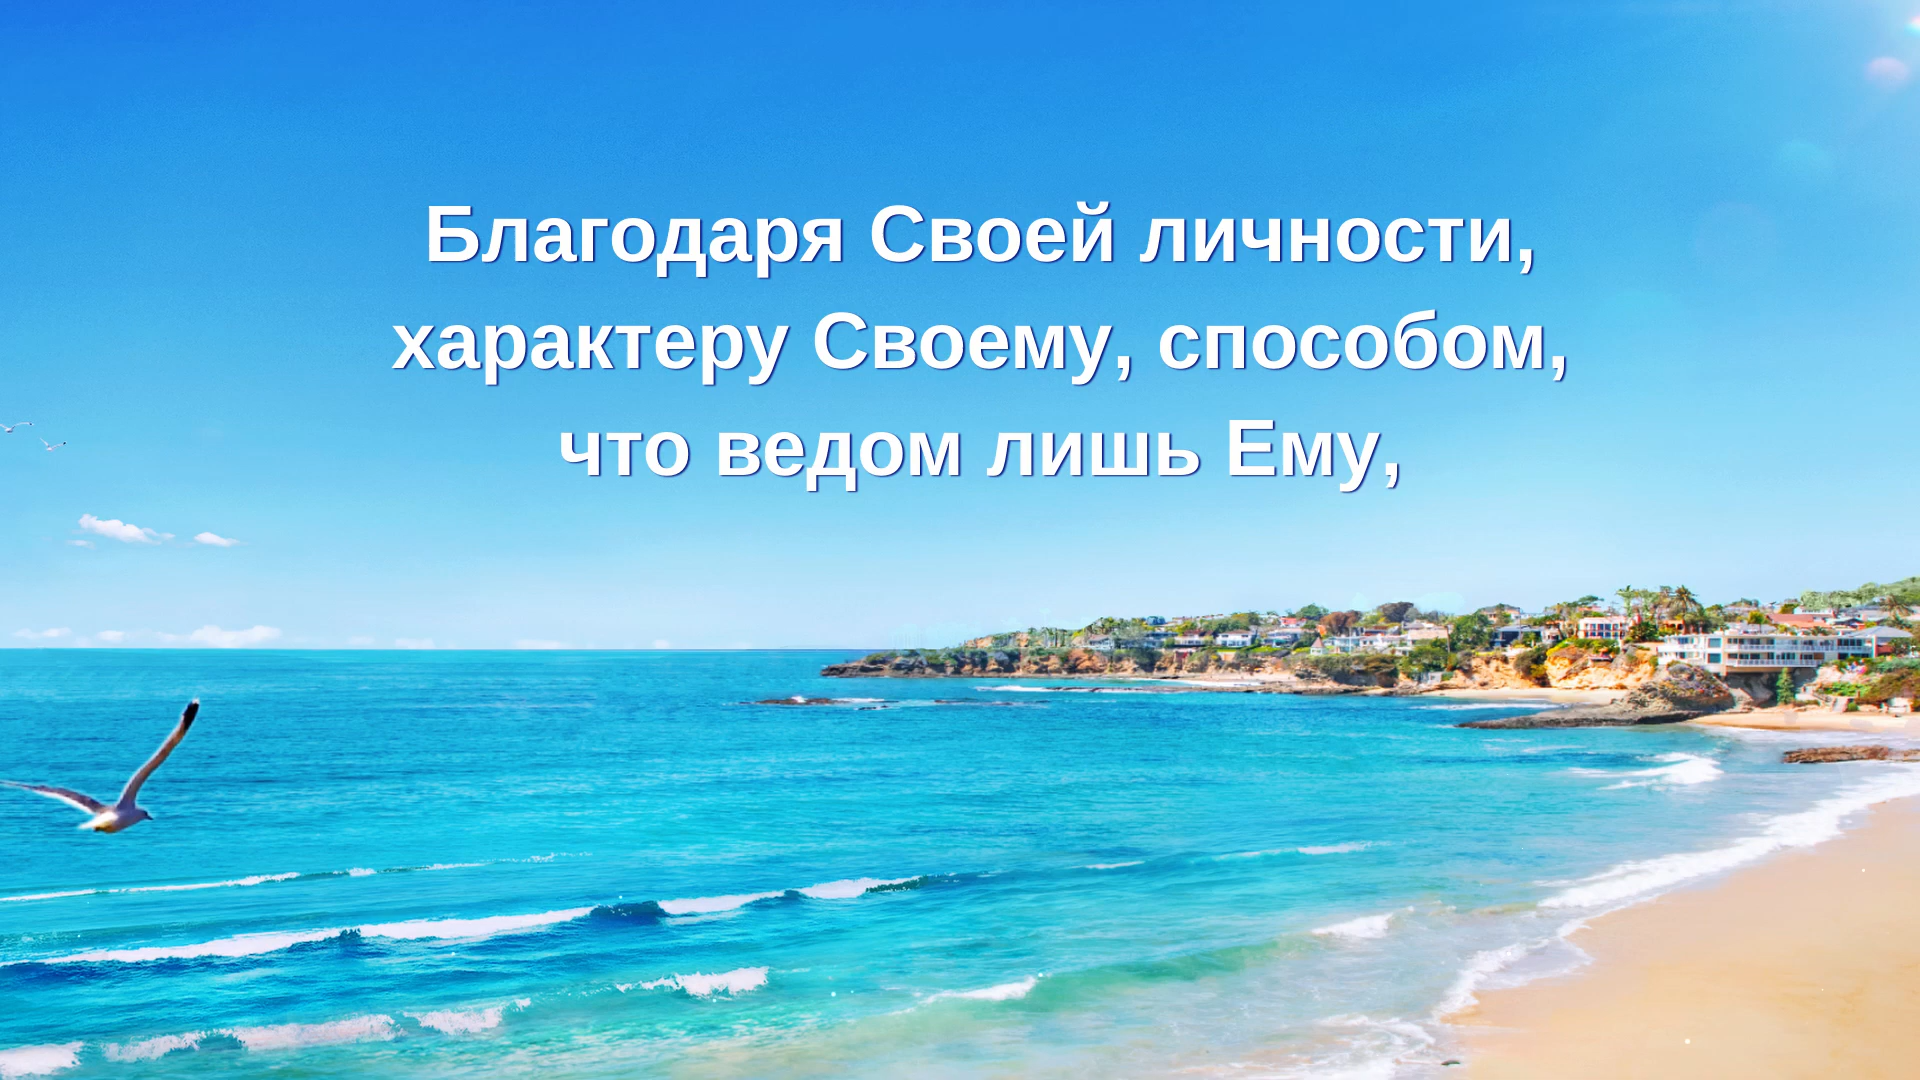 Благодаря Своей личности,
характеру Своему, способом,
что ведом лишь Ему,